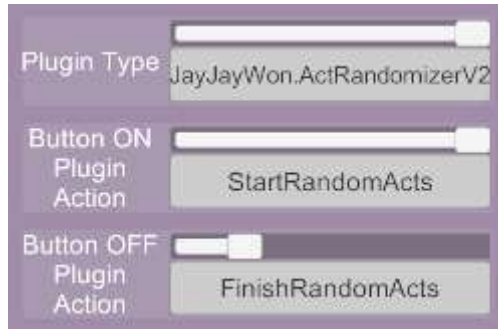 Plugin Type
JayJayWon.ActRandomizerV2
Button ON
Plugin
Action
StartRandomActs
Button OFF
Plugin
Action
FinishRandomActs